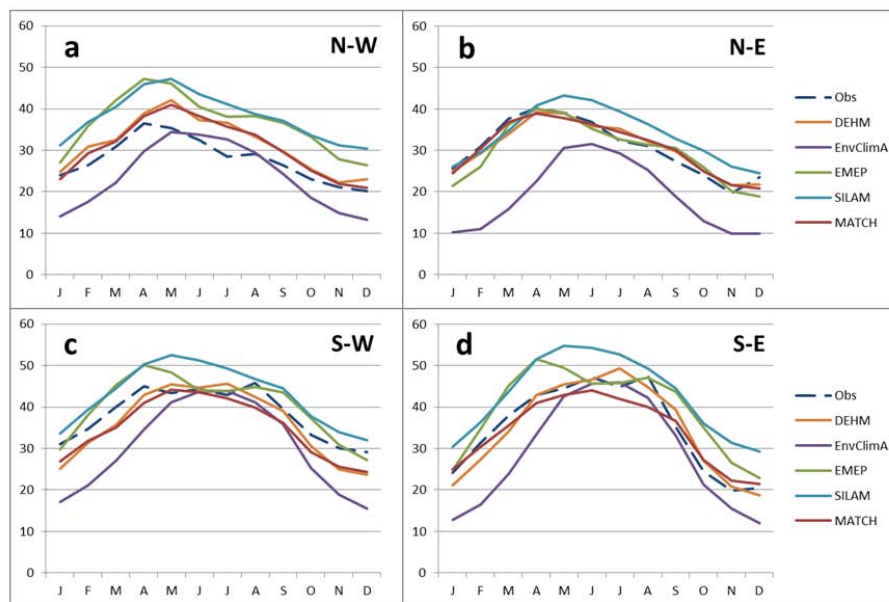 a N-W
60
50
40
30
20
10
0
J F M A M J J A S O N D
b N-E
60
50
40
30
20
10
0
J F M A M J J A S O N D
Obs
DEHM
EnvClimA
EMEP
SILAM
MATCH
c S-W
60
50
40
30
20
10
0
J F M A M J J A S O N D
d S-E
60
50
40
30
20
10
0
J F M A M J J A S O N D
Obs
DEHM
EnvClimA
EMEP
SILAM
MATCH